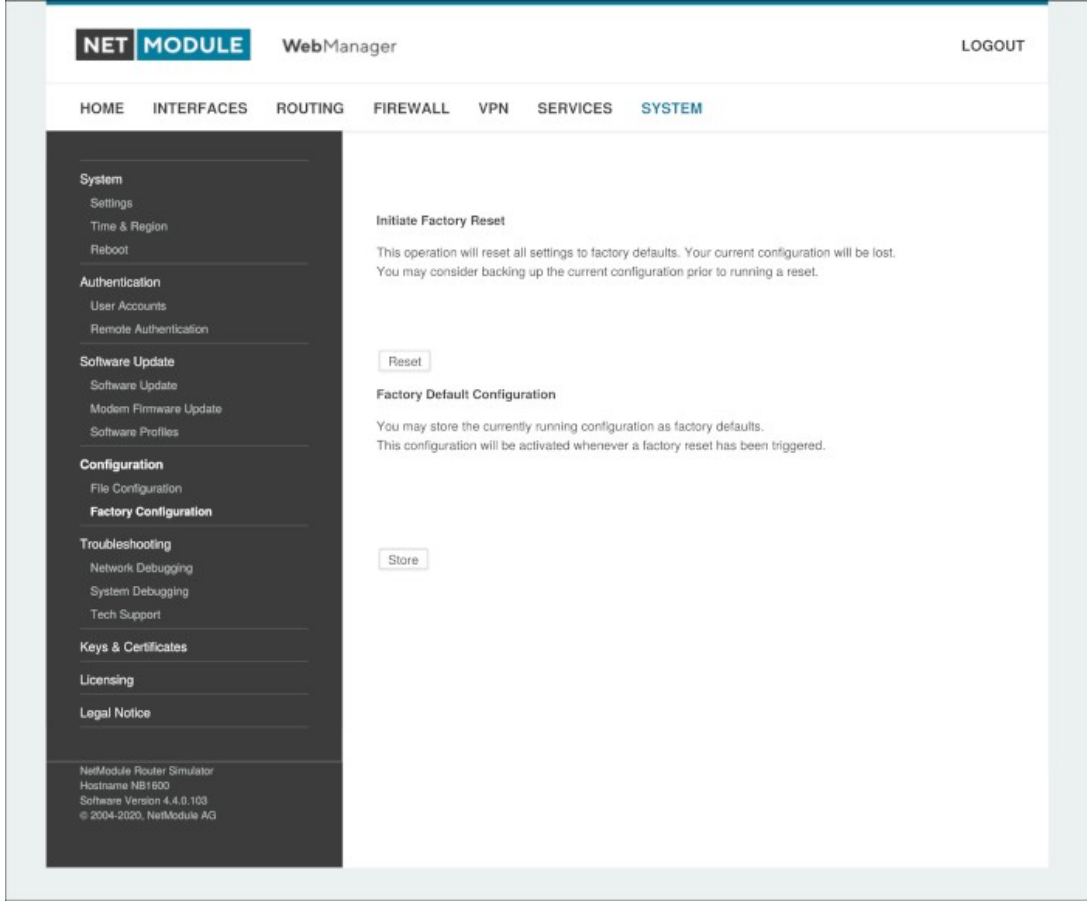 NET MODULE WebManager
LOGOUT
HOME INTERFACES ROUTING FIREWALL VPN SERVICES SYSTEM
System
Settings
Time & Region
Reboot
Authentication
User Accounts
Remote Authentication
Software Update
Software Update
Modem Firmware Update
Software Profiles
Configuration
File Configuration
Factory Configuration
Troubleshooting
Network Debugging
System Debugging
Tech Support
Keys & Certificates
Licensing
Legal Notice
NetModule Router Simulator
Hostname NB1600
Software Version 4.4.0.103
© 2004-2020, NetModule AG
Initiate Factory Reset
This operation will reset all settings to factory defaults. Your current configuration will be lost.
You may consider backing up the current configuration prior to running a reset.
Reset
Factory Default Configuration
You may store the currently running configuration as factory defaults.
This configuration will be activated whenever a factory reset has been triggered.
Store